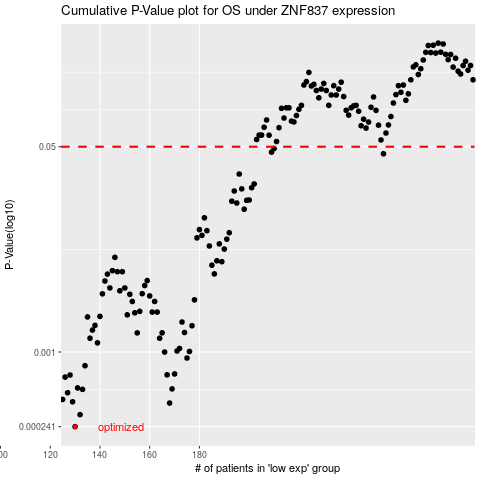 Cumulative P-Value plot for OS under ZNF837 expression
P-Value(log10)
0.05
0.001
0.000241
optimized
00 120 140 160 180
# of patients in 'low exp' group